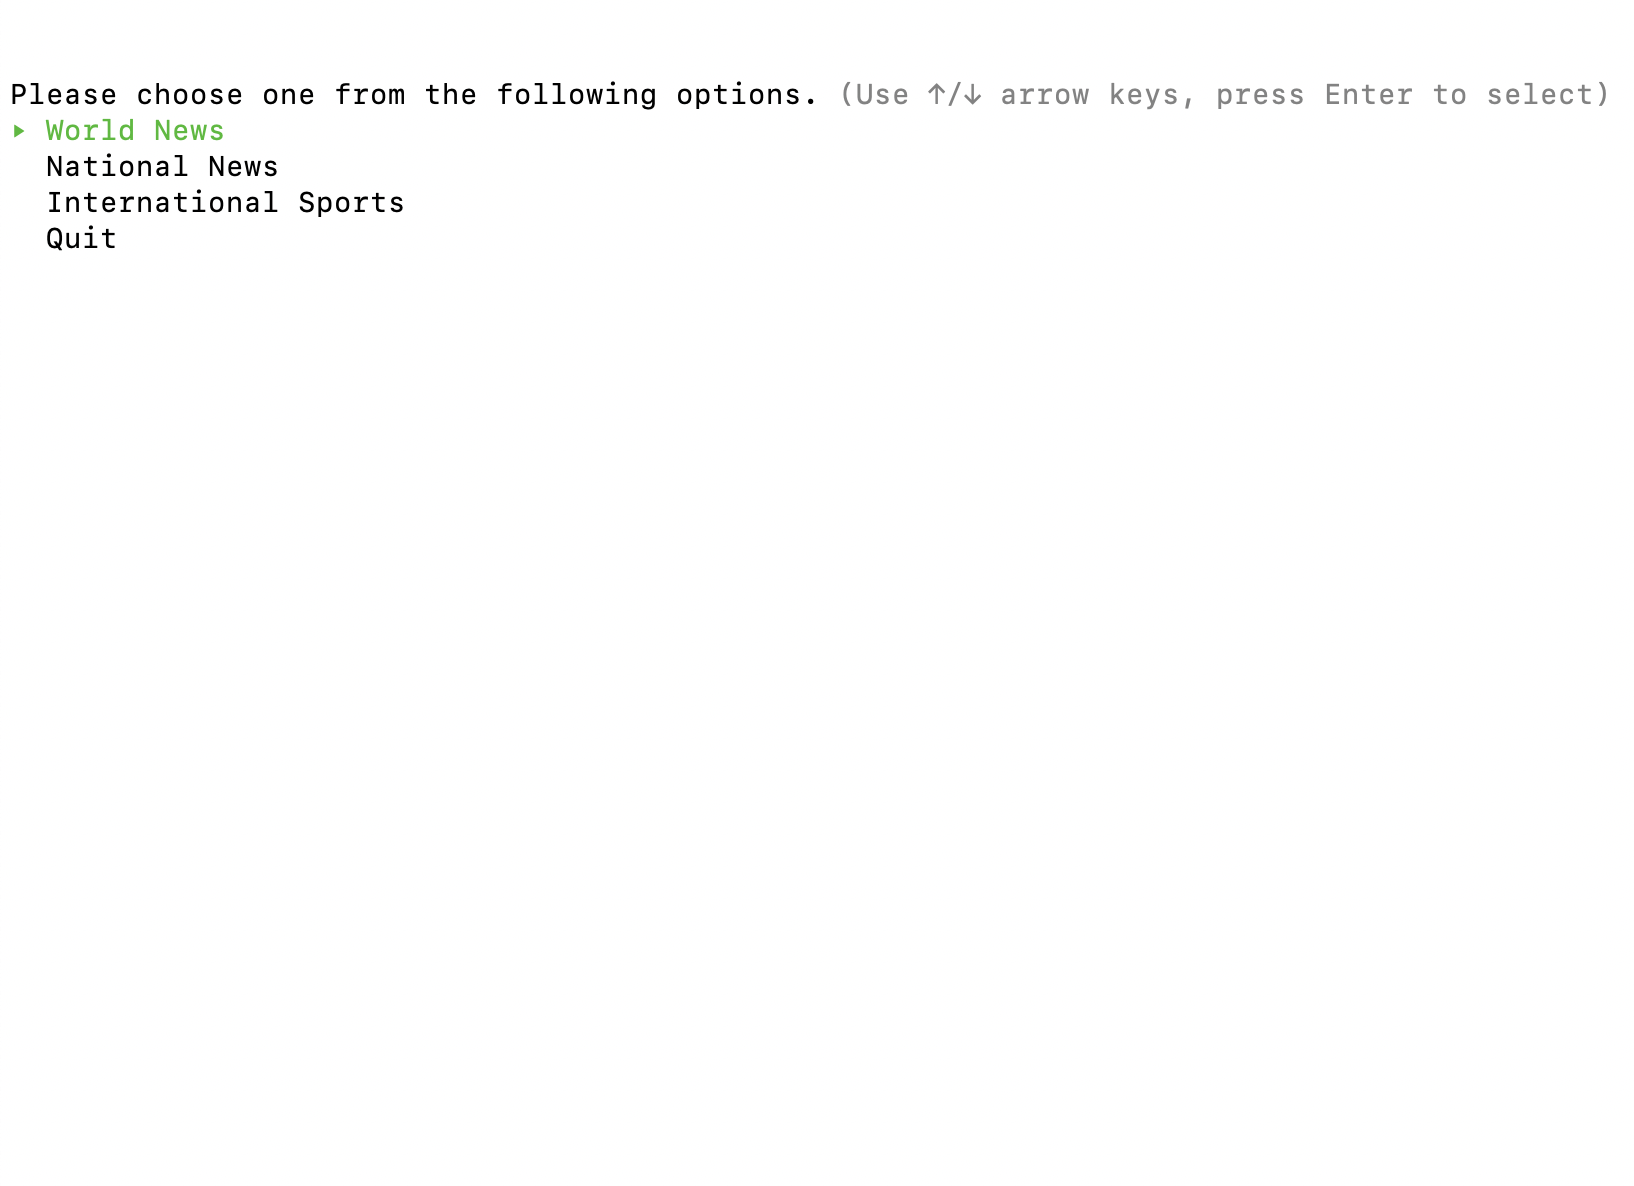 Please choose one from the following options. (Use ↑/↓ arrow keys, press Enter to select)
‣ World News
National News
International Sports
Quit